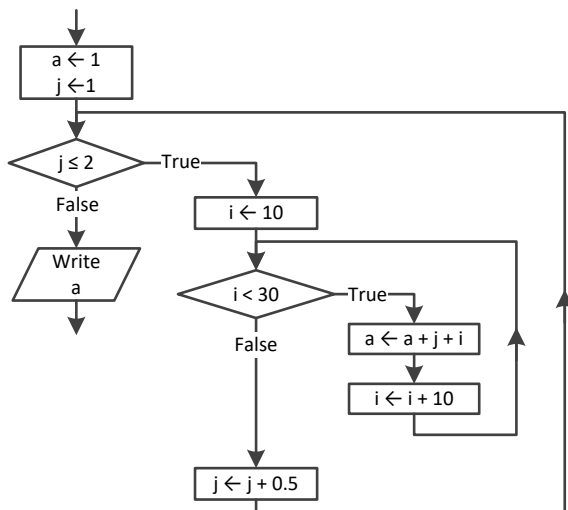 a ← 1
j ←1
j ≤ 2
True
False
i ← 10
Write
a
i < 30
True
False
a ← a + j + i
i ← i + 10
j ← j + 0.5